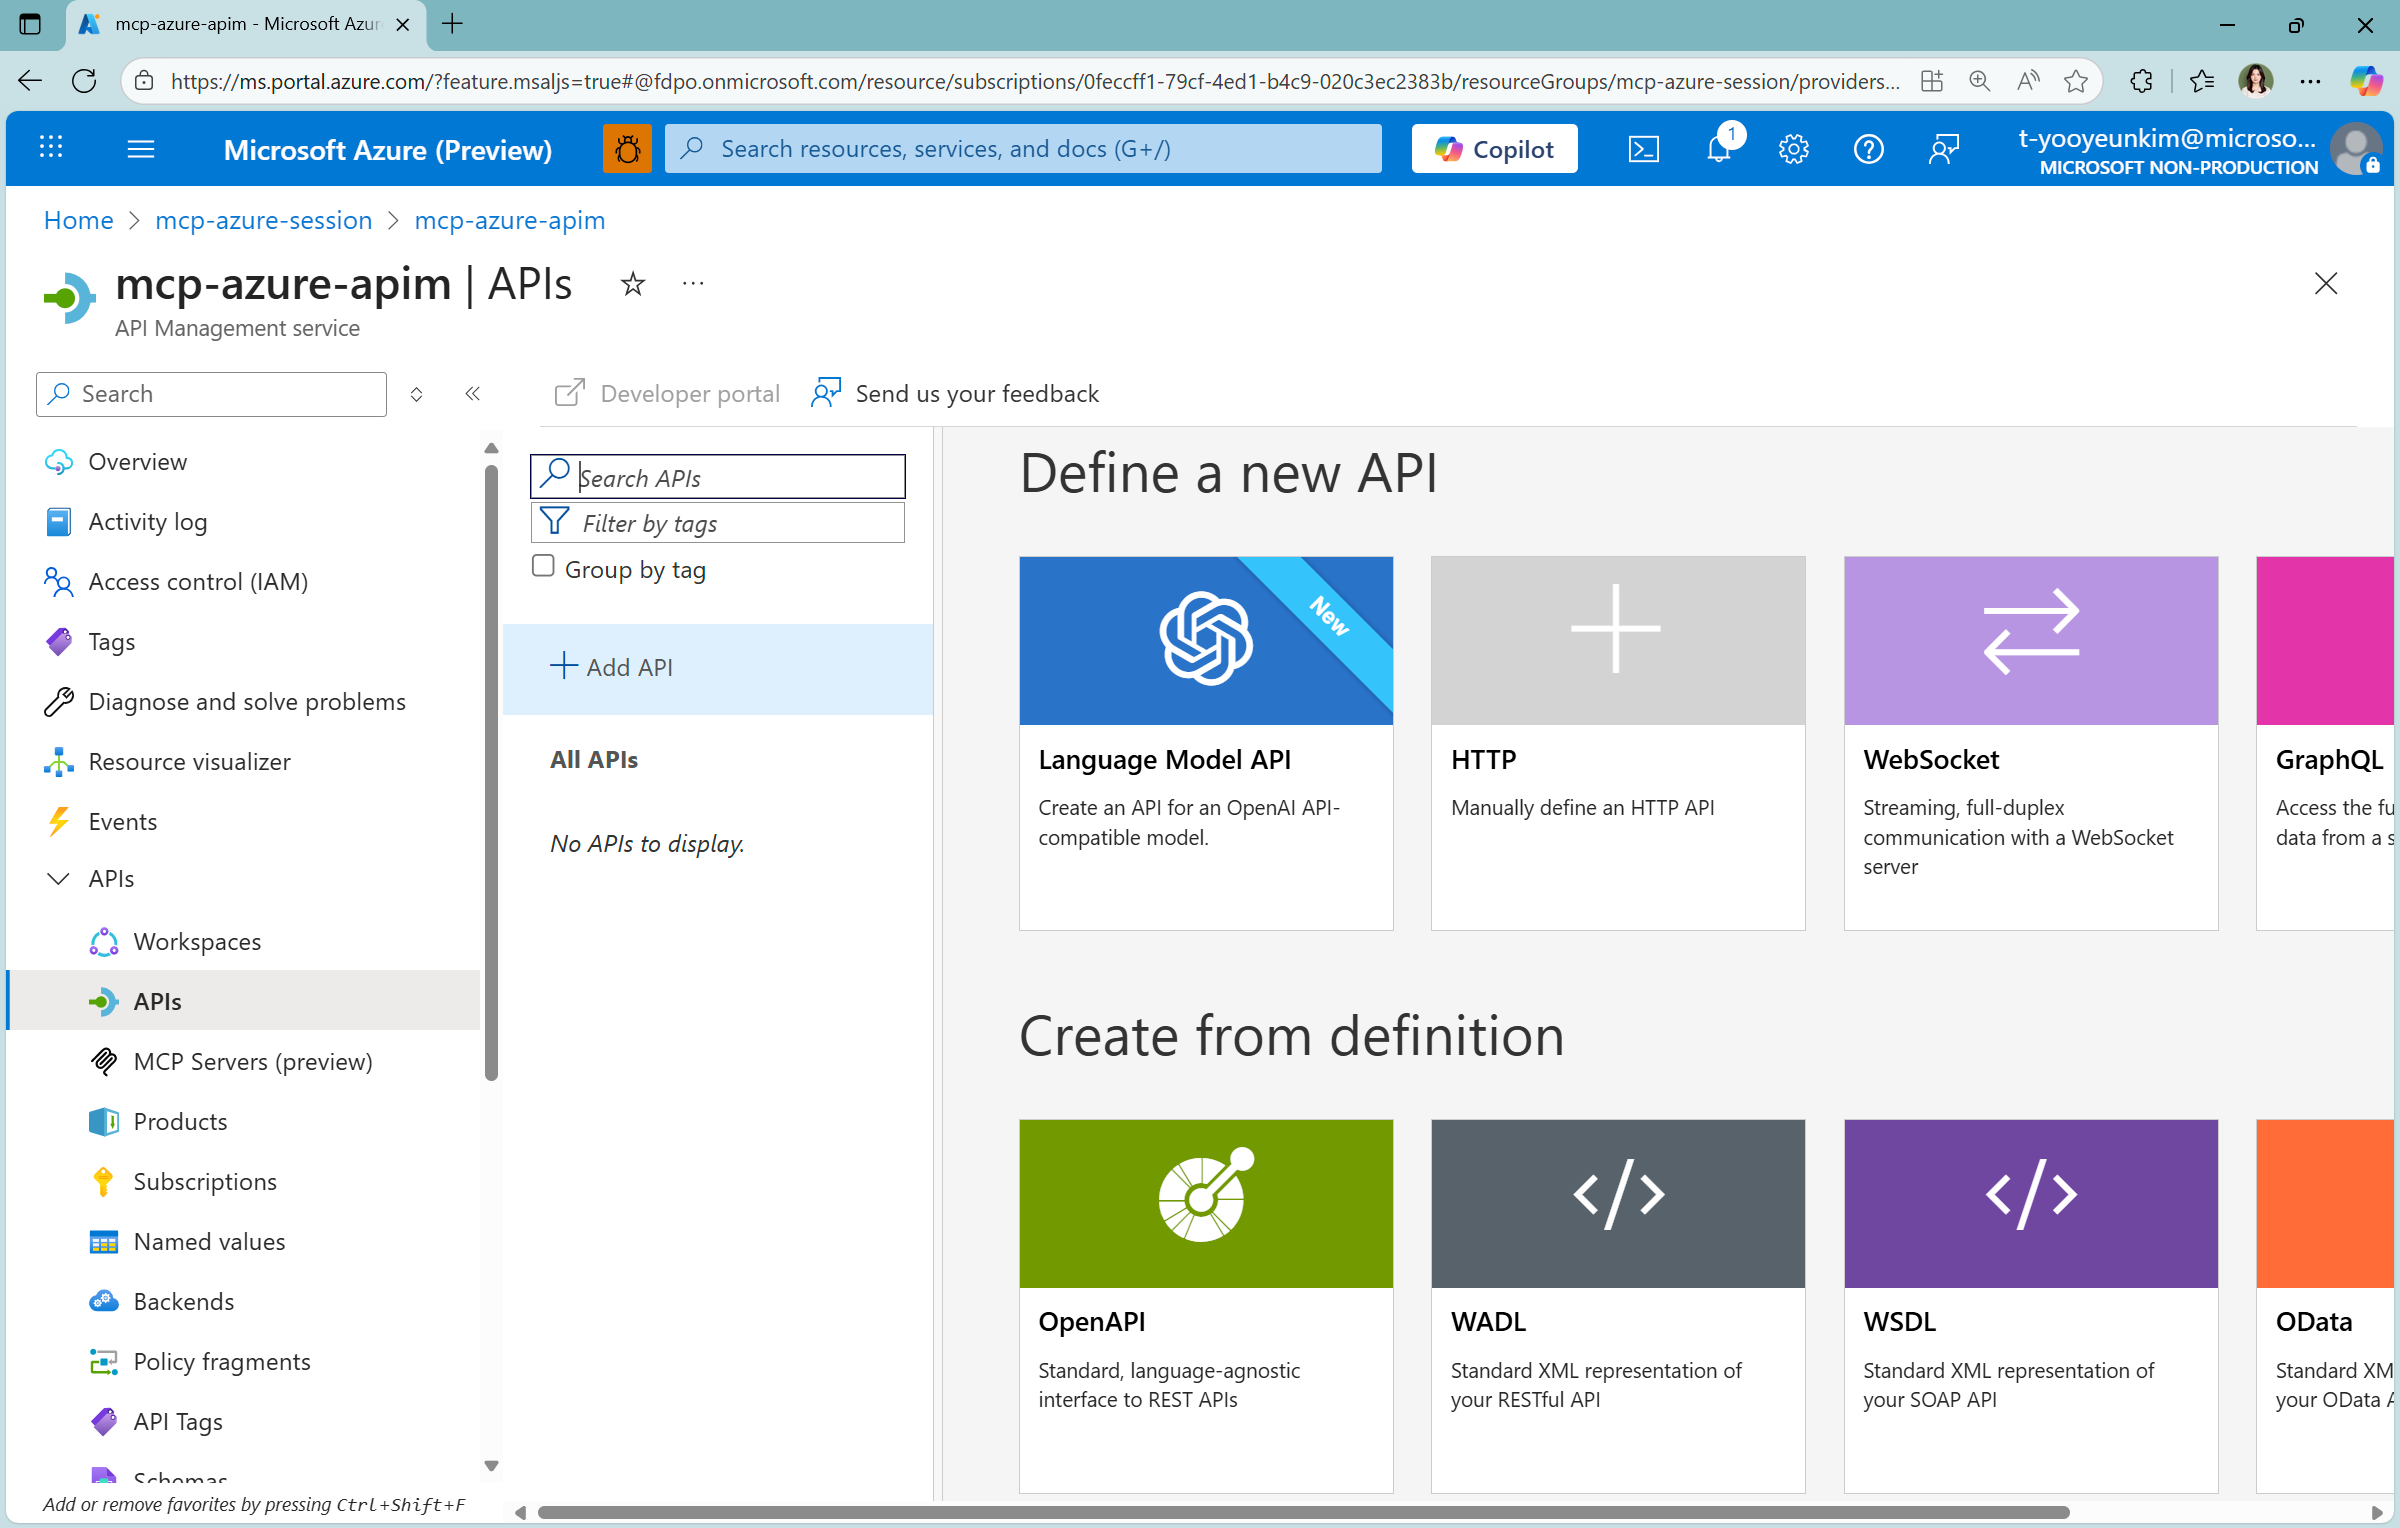 mcp-azure-apim - Microsoft Azur
https://ms.portal.azure.com/?feature.msaljs=true#@fdpo.onmicrosoft.com/resource/subscriptions/0feccff1-79cf-4ed1-b4c9-020c3ec2383b/resourceGroups/mcp-azure-session/providers...
Microsoft Azure (Preview)
Search resources, services, and docs (G+/)
Copilot
1
t-yooyeunkim@microso...
MICROSOFT NON-PRODUCTION
Home > mcp-azure-session > mcp-azure-apim
mcp-azure-apim | APIs
API Management service
Search
Developer portal
Send us your feedback
Overview
Activity log
Access control (IAM)
Tags
Diagnose and solve problems
Resource visualizer
Events
APIs
Workspaces
APIs
MCP Servers (preview)
Products
Subscriptions
Named values
Backends
Policy fragments
API Tags
Schemas
Add or remove favorites by pressing Ctrl+Shift+F
Search APIs
Filter by tags
Group by tag
Add API
All APIs
No APIs to display.
Define a new API
New
Language Model API
Create an API for an OpenAI API-
compatible model.
HTTP
Manually define an HTTP API
WebSocket
Streaming, full-duplex
communication with a WebSocket
server
GraphQL
Access the fu
data from a s
Create from definition
OpenAPI
Standard, language-agnostic
interface to REST APIs
WADL
Standard XML representation of
your RESTful API
WSDL
Standard XML representation of
your SOAP API
OData
Standard XM
your OData A